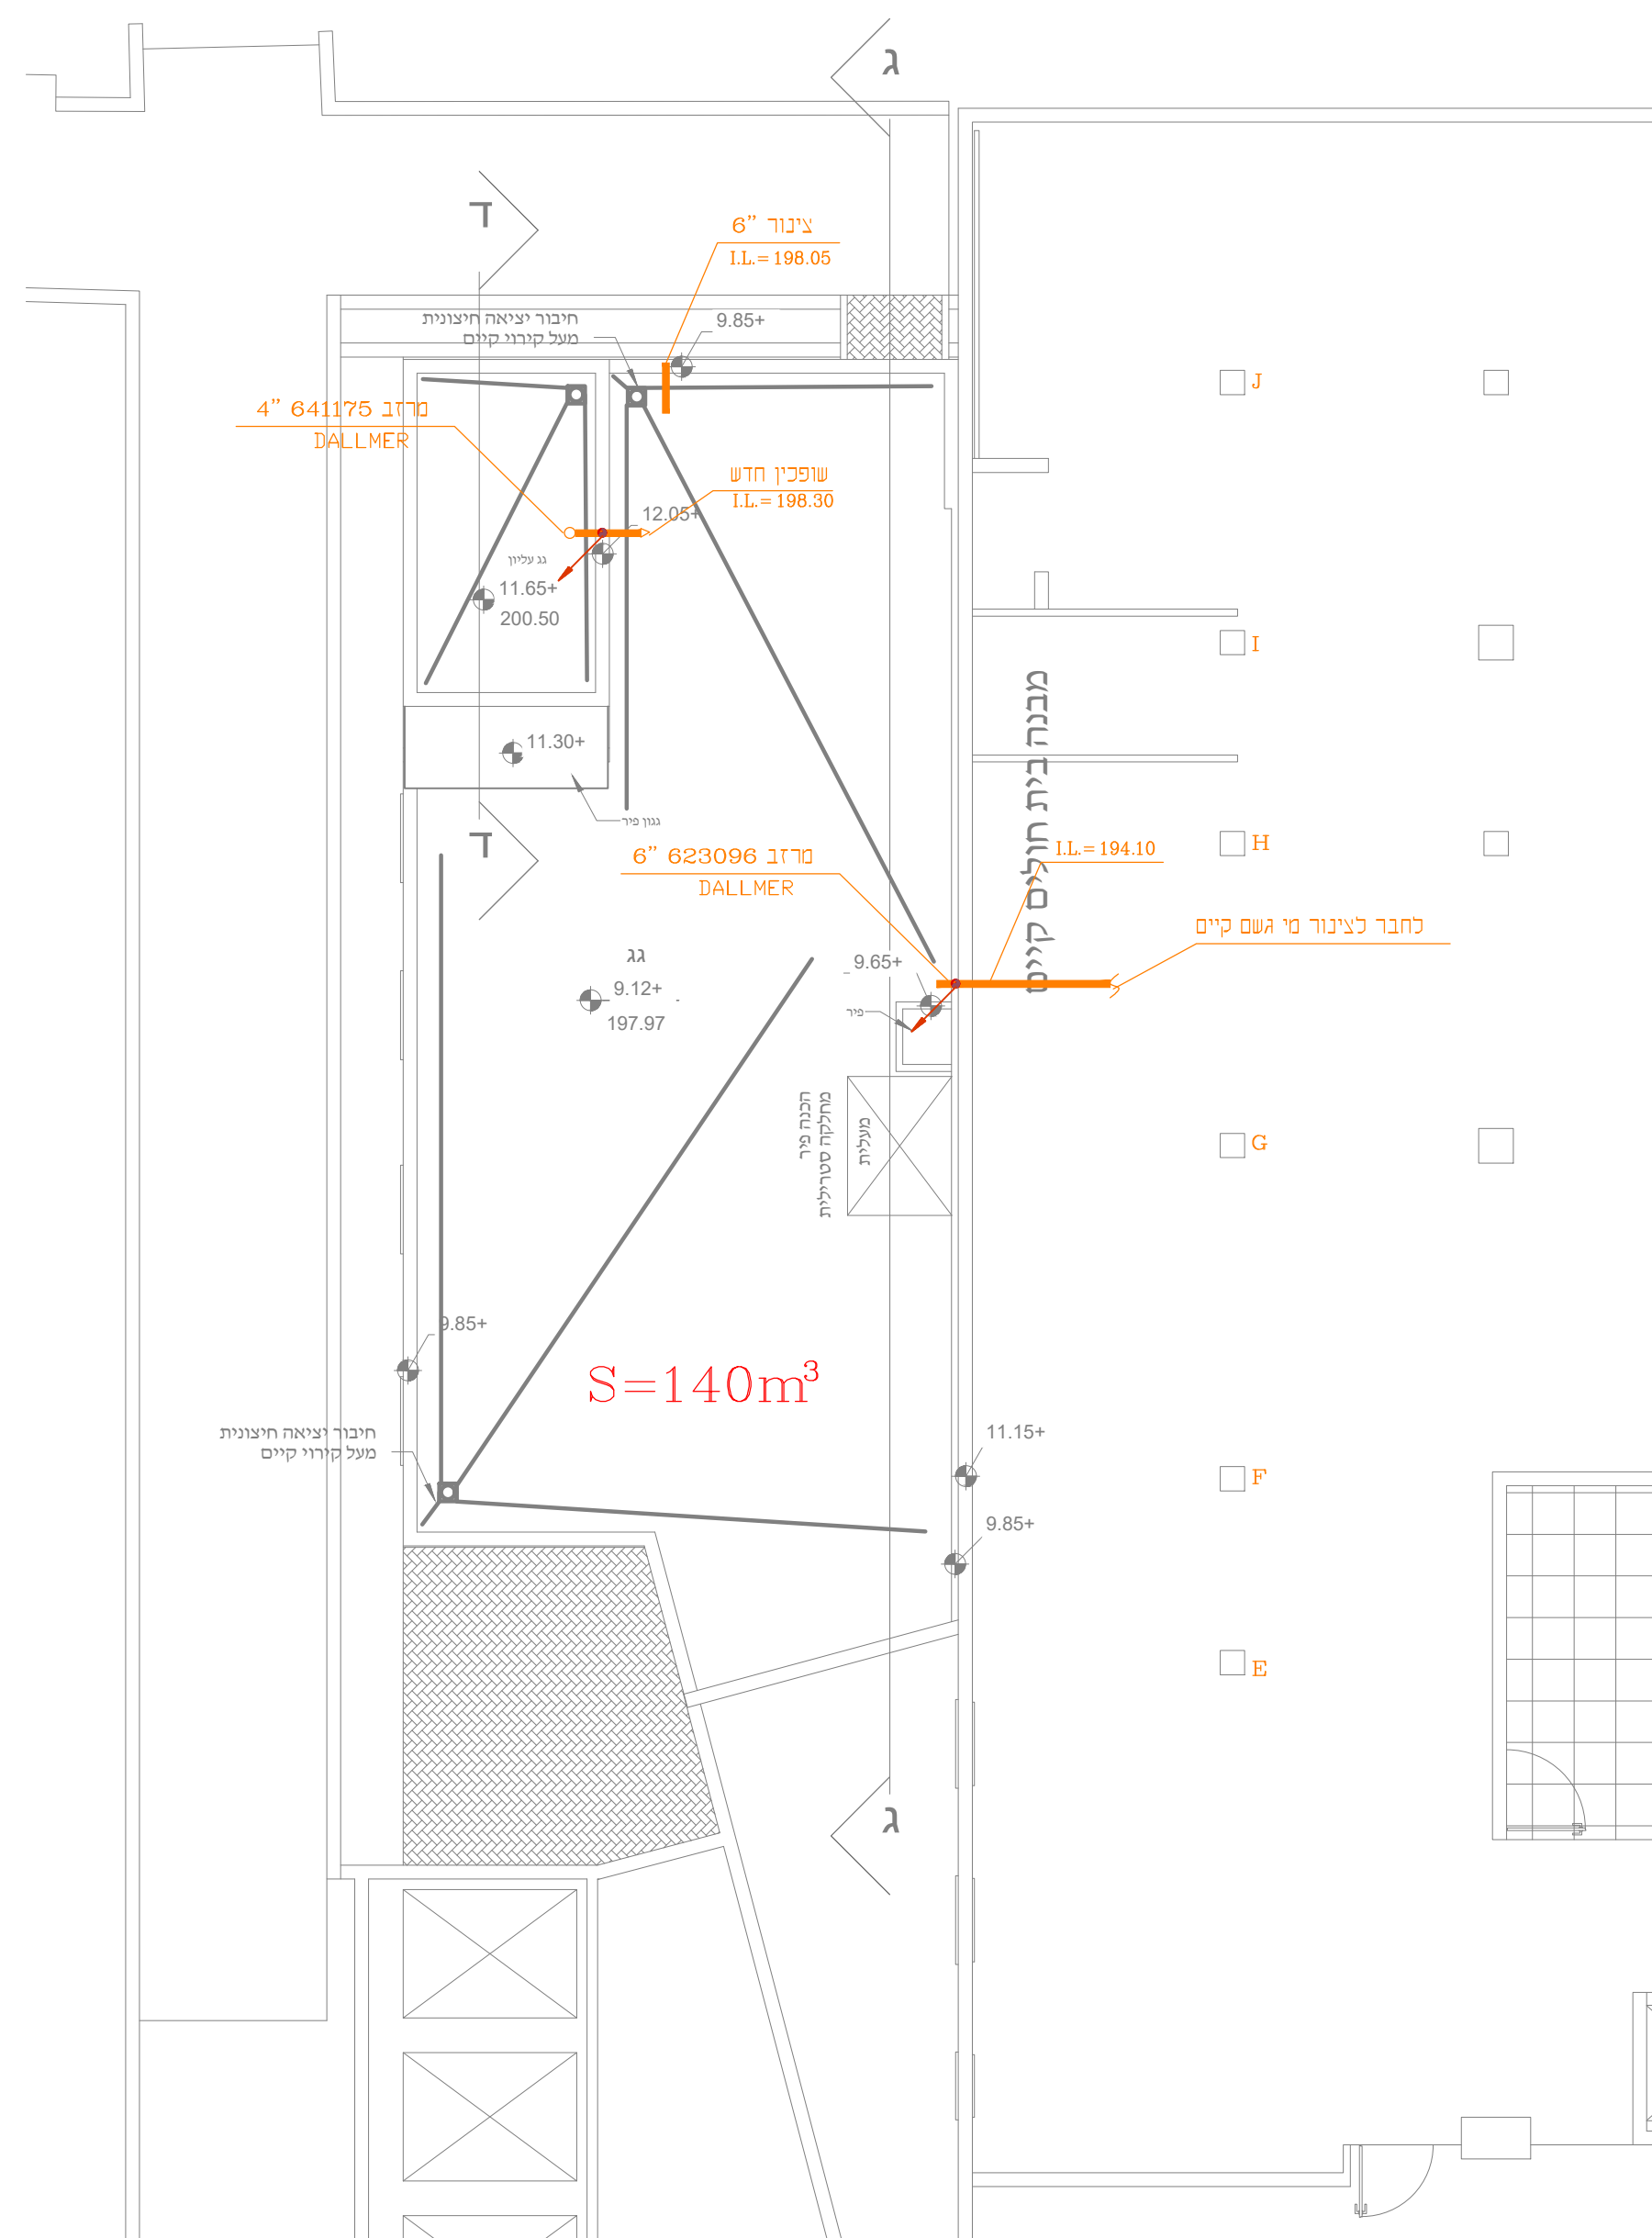 ג
ד
צינור 6"
I.L.=198.05
חיבור יציאה חיצונית
מעל קירוי קיים
9.85+
J
מרזב 641175 4"
DALLMER
שופכין חדש
I.L.=198.30
12.05+
גג עליון
11.65+
200.50
I
מבנה בית חולים קיים
11.30+
גגון פיר
ד
מרזב 623096 6"
DALLMER
I.L.=194.10
H
לחבר לצינור מי גשם קיים
גג
9.12+
197.97
9.65+
פיר
הכנה פיר
מחלקה סטרילית
מעלית
G
9.85+
S=140m³
חיבור יציאה חיצונית
מעל קירוי קיים
11.15+
F
9.85+
E
ג